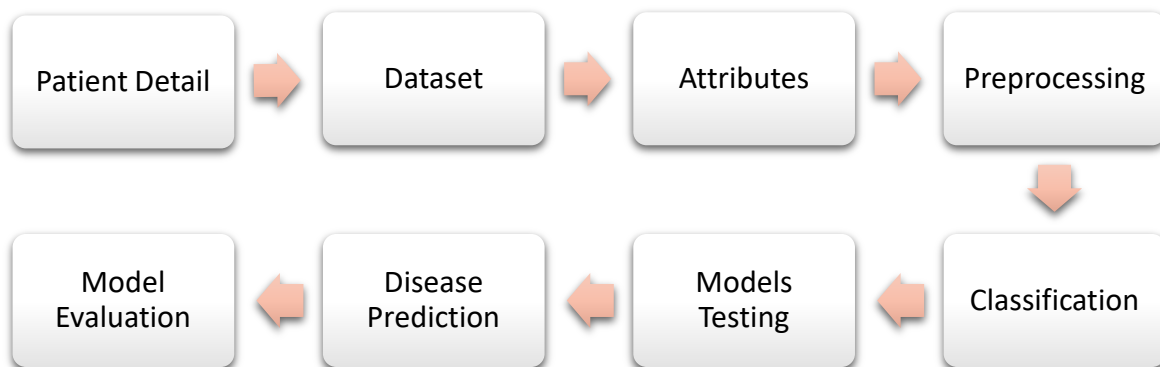 Patient Detail
Dataset
Attributes
Preprocessing
Classification
Models
Testing
Disease
Prediction
Model
Evaluation